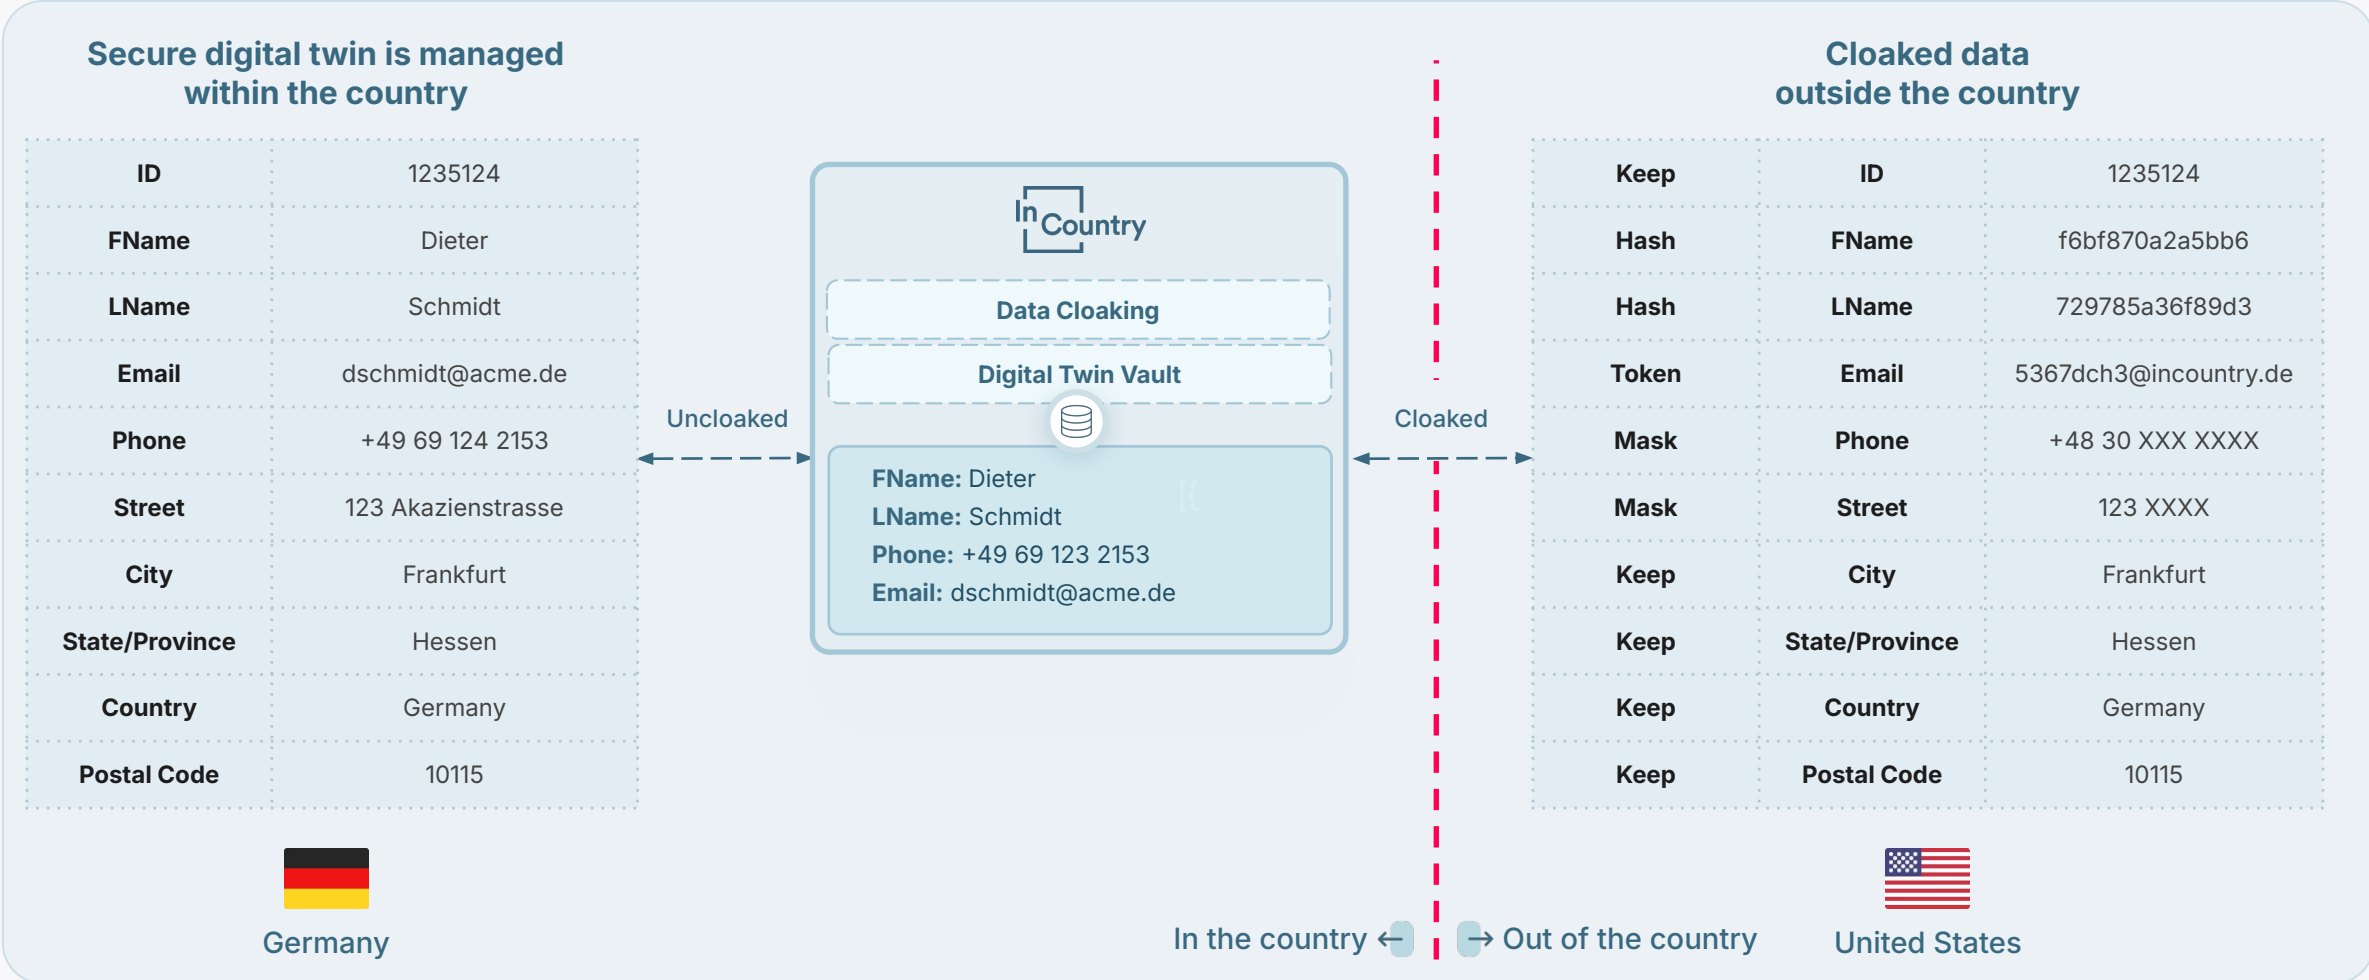 Secure digital twin is managed
within the country
ID 1235124
FName Dieter
LName Schmidt
Email dschmidt@acme.de
Phone +49 69 124 2153
Street 123 Akazienstrasse
City Frankfurt
State/Province Hessen
Country Germany
Postal Code 10115
Germany
Uncloaked
In Country
Data Cloaking
Digital Twin Vault
[{
FName: Dieter
LName: Schmidt
Phone: +49 69 123 2153
Email: dschmidt@acme.de
Cloaked
In the country
Out of the country
Cloaked data
outside the country
Keep ID 1235124
Hash FName f6bf870a2a5bb6
Hash LName 729785a36f89d3
Token Email 5367dch3@incountry.de
Mask Phone +48 30 XXX XXXX
Mask Street 123 XXXX
Keep City Frankfurt
Keep State/Province Hessen
Keep Country Germany
Keep Postal Code 10115
United States